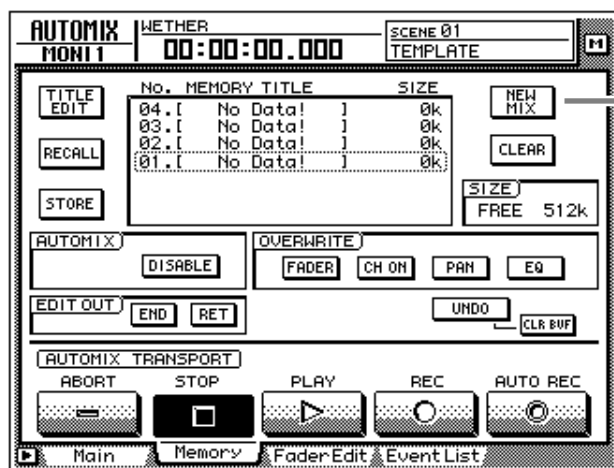 AUTOMIX WETHER SCENE 01
MONI 1 00:00:00.000 TEMPLATE M
TITLE EDIT
No. MEMORY TITLE SIZE
NEW MIX
04.[ No Data! ] 0k
03.[ No Data! ] 0k
02.[ No Data! ] 0k
01.[ No Data! ] 0k
RECALL
CLEAR
STORE
SIZE
FREE 512k
AUTOMIX
DISABLE
OVERWRITE
FADER CH ON PAN EQ
EDIT OUT
END RET
UNDO
CLR BUF
AUTOMIX TRANSPORT
ABORT STOP PLAY REC AUTO REC
Main Memory Fader Edit Event List